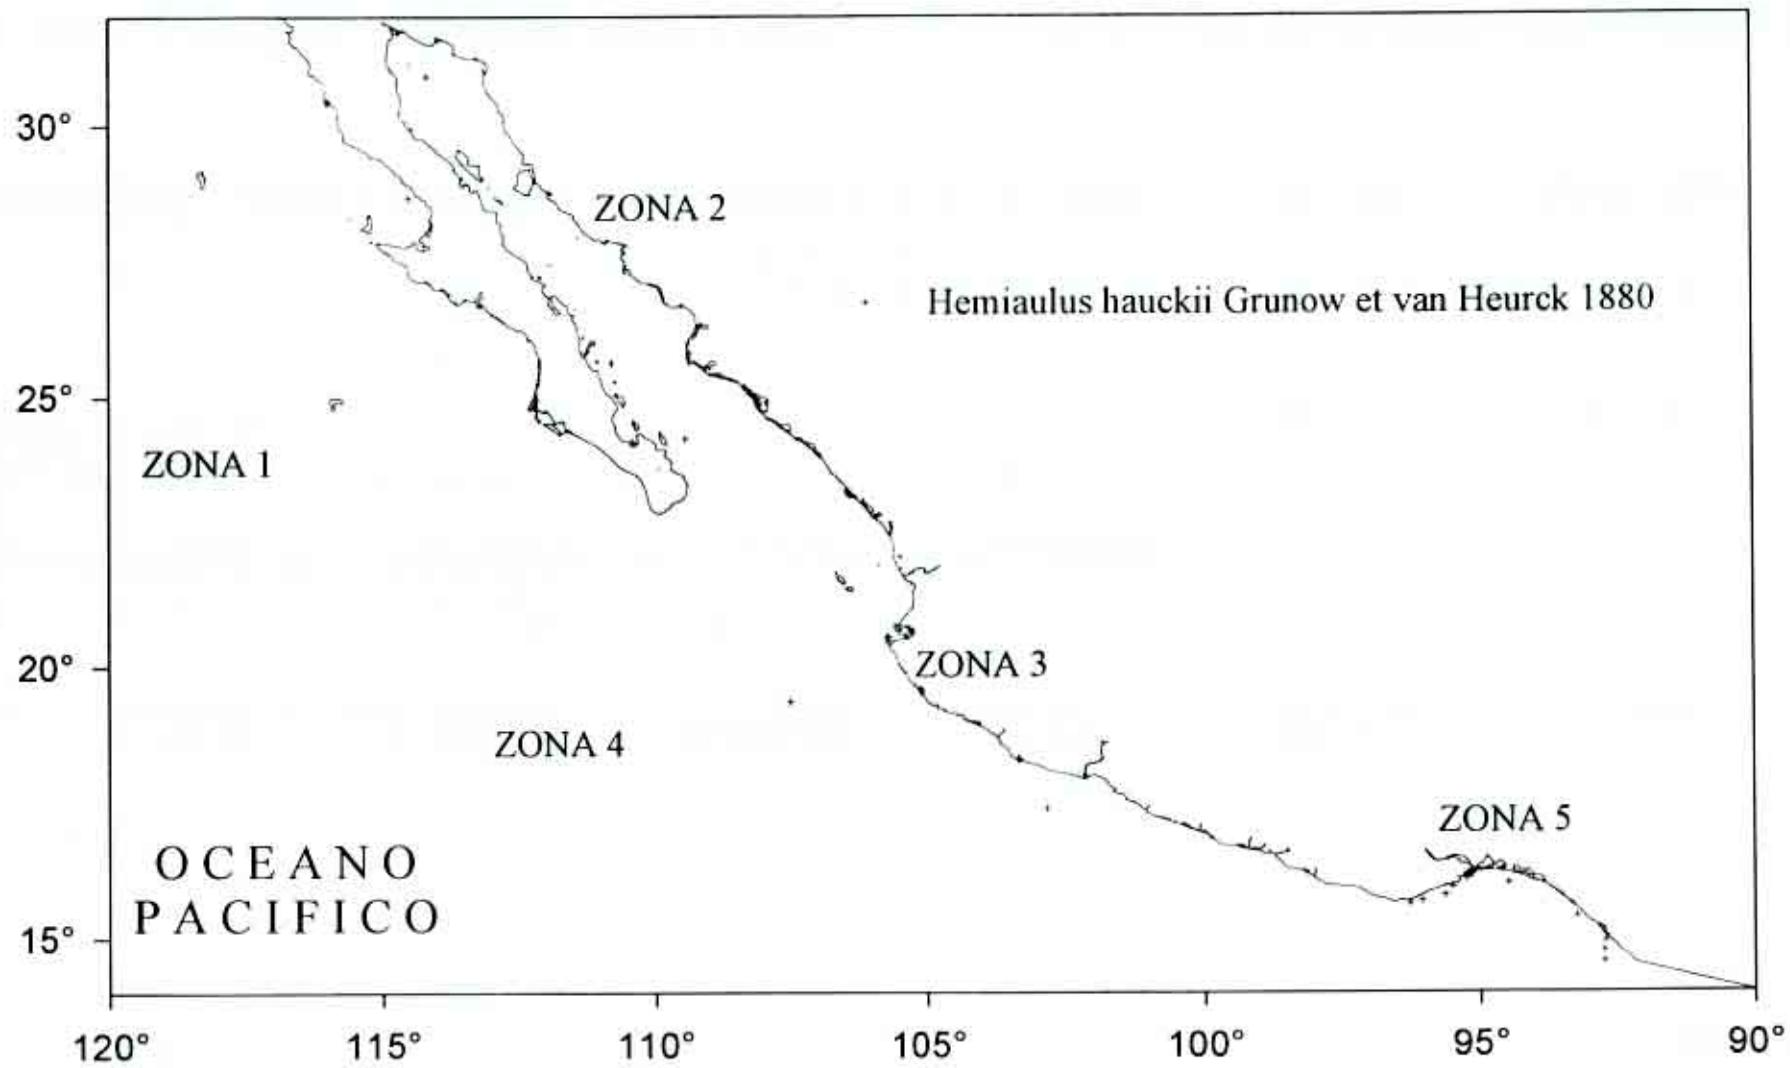 30°
ZONA 2
Hemiaulus hauckii Grunow et van Heurck 1880
25°
ZONA 1
20°
ZONA 3
ZONA 4
ZONA 5
OCEANO
PACIFICO
15°
120° 115° 110° 105° 100° 95° 90°